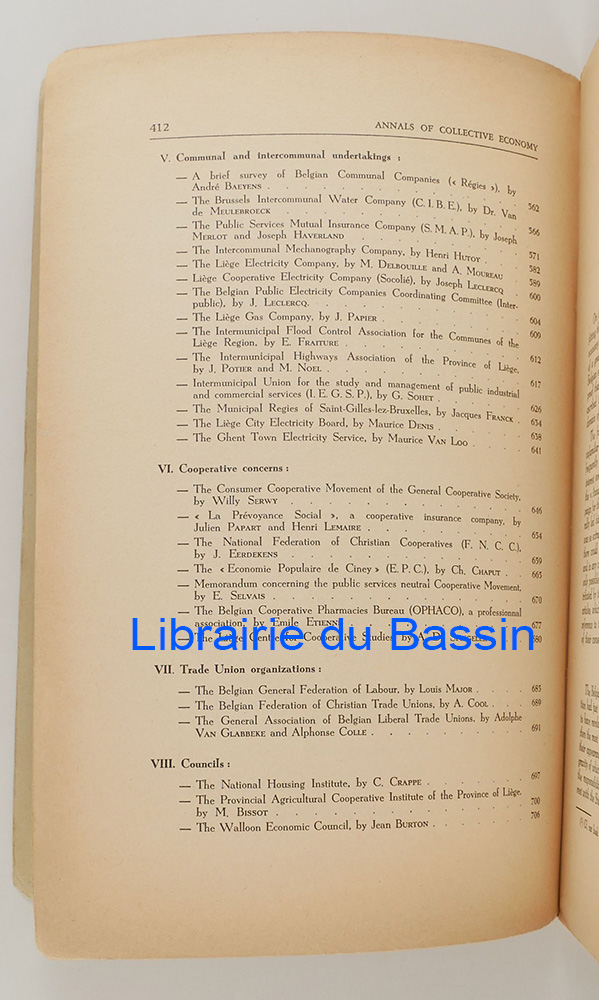 412 ANNALS OF COLLECTIVE ECONOMY
V. Communal and intercommunal undertakings :
— A brief survey of Belgian Communal Companies (« Régies »), by
André BAEYENS . . . 562
— The Brussels Intercommunal Water Company (C. I. B. E.), by Dr. Van
de MEULEBROECK . . . 566
— The Public Services Mutual Insurance Company (S. M. A. P.), by Joseph
MERLOT and Joseph HAVERLAND . . . 571
— The Intercommunal Mechanography Company, by Henri HUTOY . 582
— The Liège Electricity Company, by M. DELBOUILLE and A. MOUREAU 589
— Liège Cooperative Electricity Company (Socolié), by Joseph LECLERCQ . 600
— The Belgian Public Electricity Companies Coordinating Committee (Inter-
public), by J. LECLERCQ. . . . 604
— The Liège Gas Company, by J. PAPIER . . . 609
— The Intermunicipal Flood Control Association for the Communes of the
Liège Region, by E. FRAITURE . . . 612
— The Intermunicipal Highways Association of the Province of Liège,
by J. POTIER and M. NOEL . . . 617
— Intermunicipal Union for the study and management of public industrial
and commercial services (I. E. G. S. P.), by G. SOHET . . . 626
— The Municipal Regies of Saint-Gilles-lez-Bruxelles, by Jacques FRANCK . 634
— The Liège City Electricity Board, by Maurice DENIS . . . 638
— The Ghent Town Electricity Service, by Maurice VAN LOO . . . 641
VI. Cooperative concerns :
— The Consumer Cooperative Movement of the General Cooperative Society,
by Willy SERWY . . . 646
— « La Prévoyance Social », a cooperative insurance company, by
Julien PAPART and Henri LEMAIRE . . . 654
— The National Federation of Christian Cooperatives (F. N. C. C.),
by J. EERDEKENS . . . 659
— The « Economie Populaire de Ciney » (E. P. C.), by Ch. CHAPUT . . 665
— Memorandum concerning the public services neutral Cooperative Movement,
by E. SELVAIS . . . 670
— The Belgian Cooperative Pharmacies Bureau (OPHACO), a professionnal
association, by Emile ETIENNE . . . 677
— The Liège Centre for Cooperative Studies, by A. D. 680
Librairie du Bassin
VII. Trade Union organizations :
— The Belgian General Federation of Labour, by Louis MAJOR . . . . 685
— The Belgian Federation of Christian Trade Unions, by A. COOL . . 689
— The General Association of Belgian Liberal Trade Unions, by Adolphe
VAN GLABBEKE and Alphonse COLLE . . . 691
VIII. Councils :
— The National Housing Institute, by C. CRAPPE . . . 697
— The Provincial Agricultural Cooperative Institute of the Province of Liège,
by M. BISSOT . . . 700
— The Walloon Economic Council, by Jean BURTON . . . 706